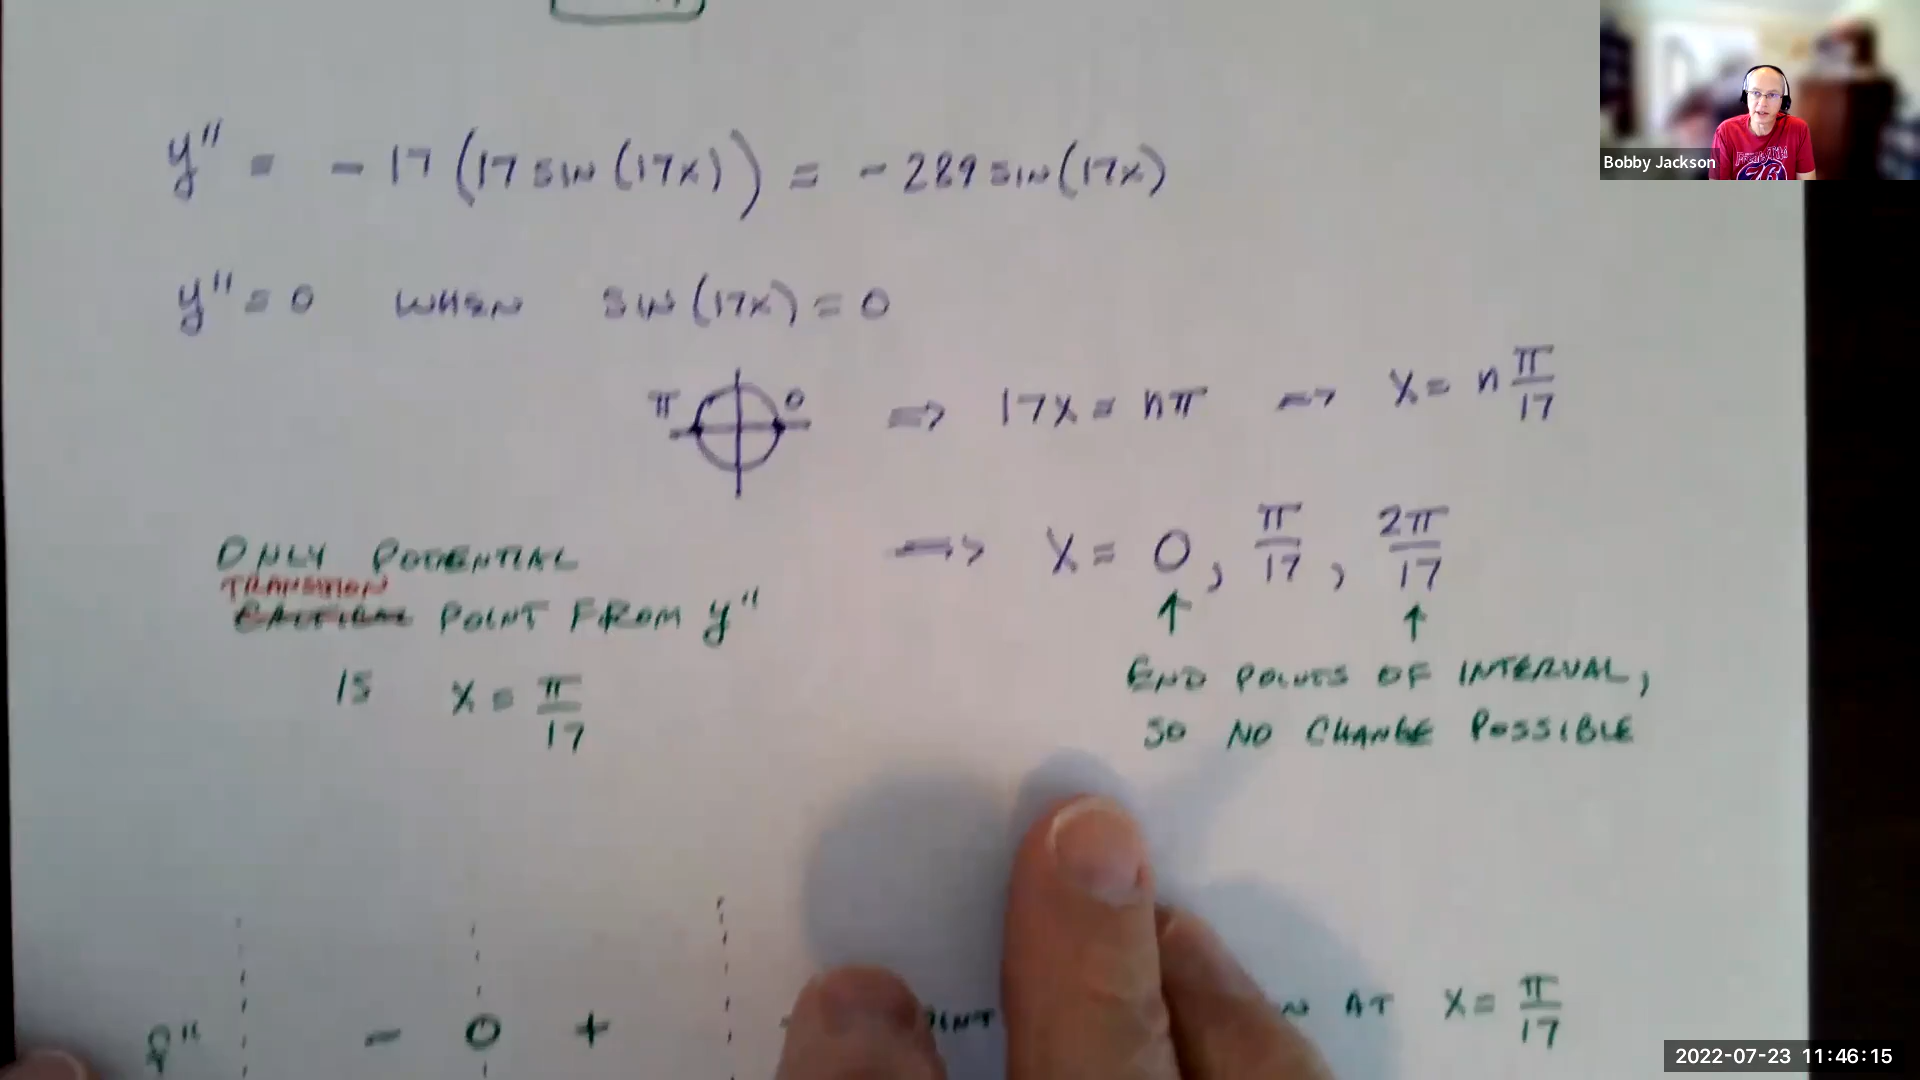 y'' = - 17 (17 SIN (17x)) = - 289 SIN (17x)
Bobby Jackson
y'' = 0 WHEN SIN (17x) = 0
π 0 ⇒ 17x = nπ ⇒ x = n π/17
⇒ x = 0, π/17, 2π/17
ONLY POTENTIAL
TRANSITION
POINT FROM y''
IS x = π/17
↑ ↑
END POINTS OF INTERVAL,
SO NO CHANGE POSSIBLE
f'' - 0 +
AT x = π/17
2022-07-23 11:46:15